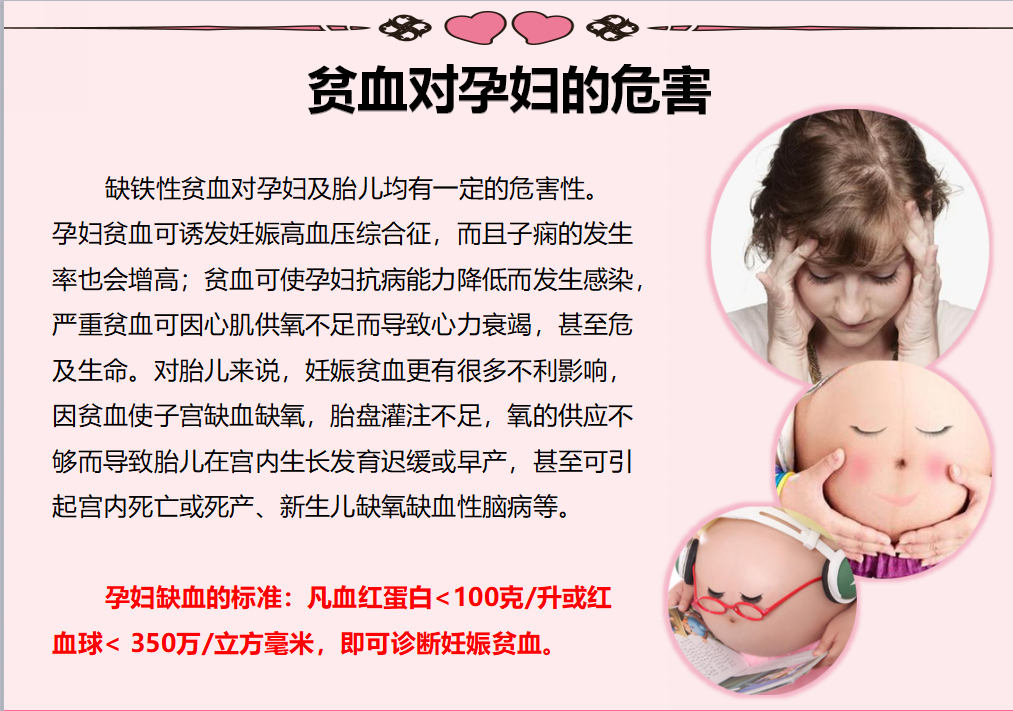 贫血对孕妇的危害
缺铁性贫血对孕妇及胎儿均有一定的危害性。
孕妇贫血可诱发妊娠高血压综合征，而且子痫的发生
率也会增高；贫血可使孕妇抗病能力降低而发生感染，
严重贫血可因心肌供氧不足而导致心力衰竭，甚至危
及生命。对胎儿来说，妊娠贫血更有很多不利影响，
因贫血使子宫缺血缺氧，胎盘灌注不足，氧的供应不
够而导致胎儿在宫内生长发育迟缓或早产，甚至可引
起宫内死亡或死产、新生儿缺氧缺血性脑病等。
孕妇缺血的标准：凡血红蛋白<100克/升或红
血球< 350万/立方毫米，即可诊断妊娠贫血。